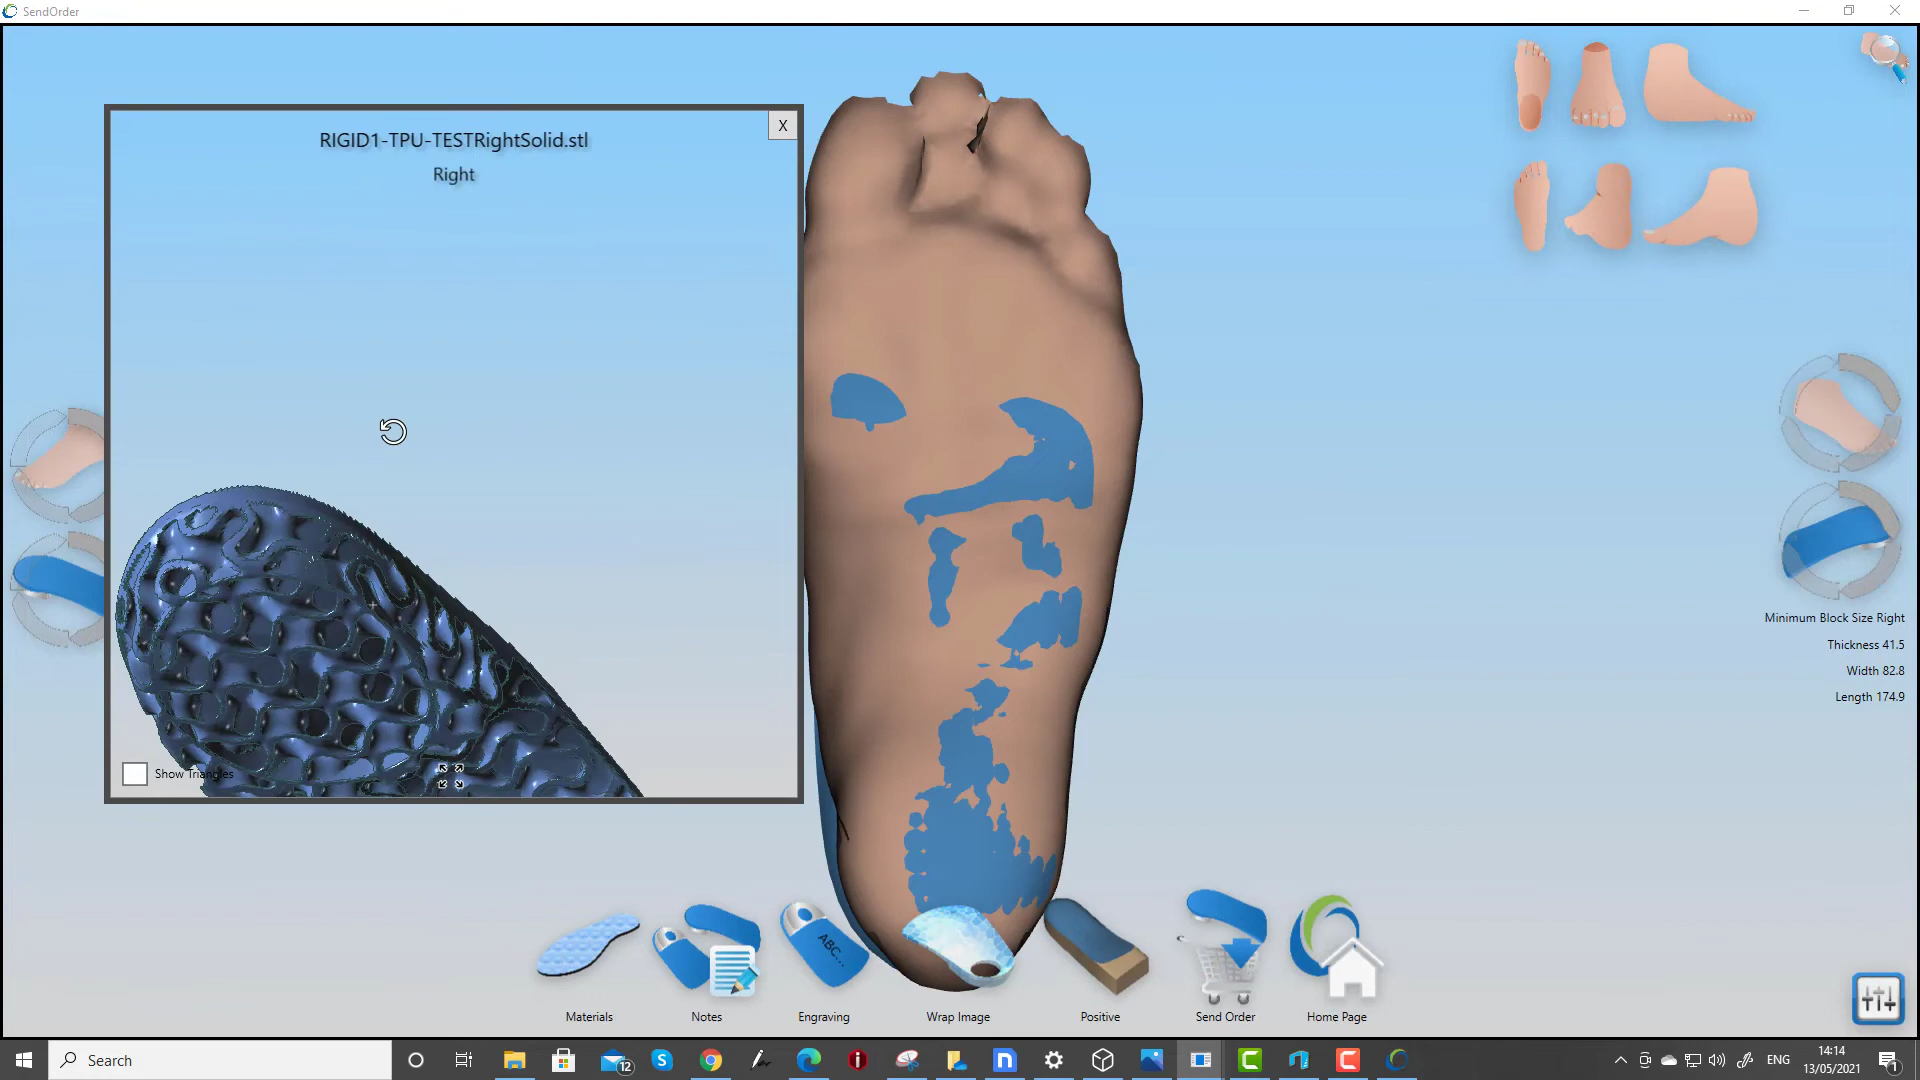 SendOrder
X
RIGID1-TPU-TESTRightSolid.stl
Right
Show Triangles
Minimum Block Size Right
Thickness 41.5
Width 82.8
Length 174.9
ABC...
Materials
Notes
Engraving
Wrap Image
Positive
Send Order
Home Page
Search
12
S
n
i
C
C
ENG
14:14
13/05/2021
1